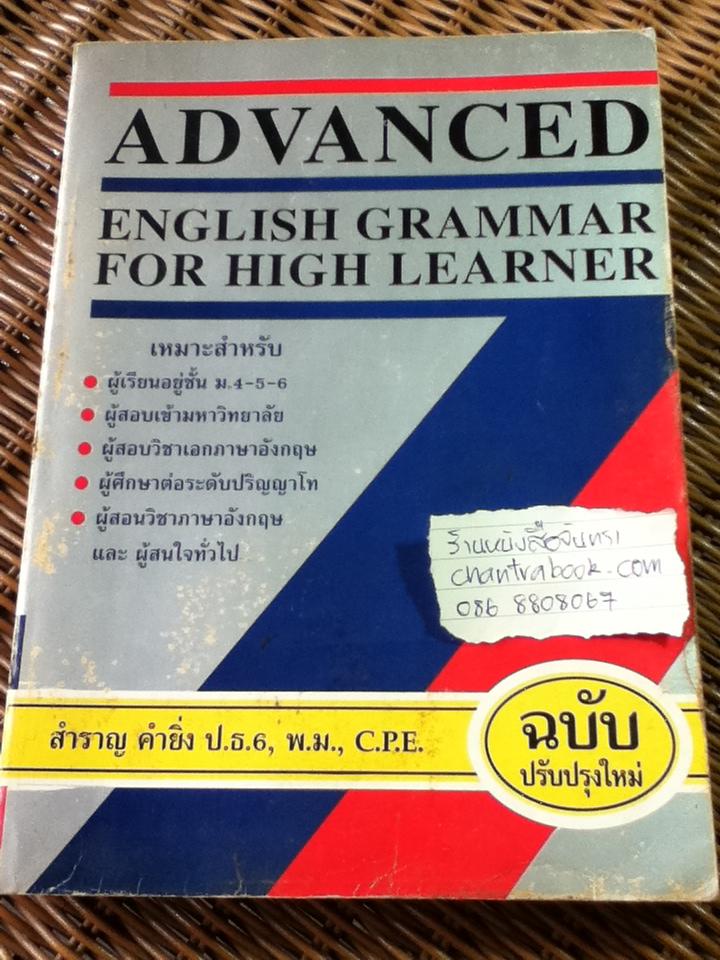 ADVANCED
ENGLISH GRAMMAR
FOR HIGH LEARNER
เหมาะสำหรับ
ผู้เรียนอยู่ชั้น ม.4-5-6
ผู้สอบเข้ามหาวิทยาลัย
ผู้สอบวิชาเอกภาษาอังกฤษ
ผู้ศึกษาต่อระดับปริญญาโท
ผู้สอนวิชาภาษาอังกฤษ
และ ผู้สนใจทั่วไป
ร้านหนังสือจันทรา
chantrabook.com
086 8808067
สำราญ คำยิ่ง ป.ธ.6, พ.ม., C.P.E.
ฉบับ
ปรับปรุงใหม่